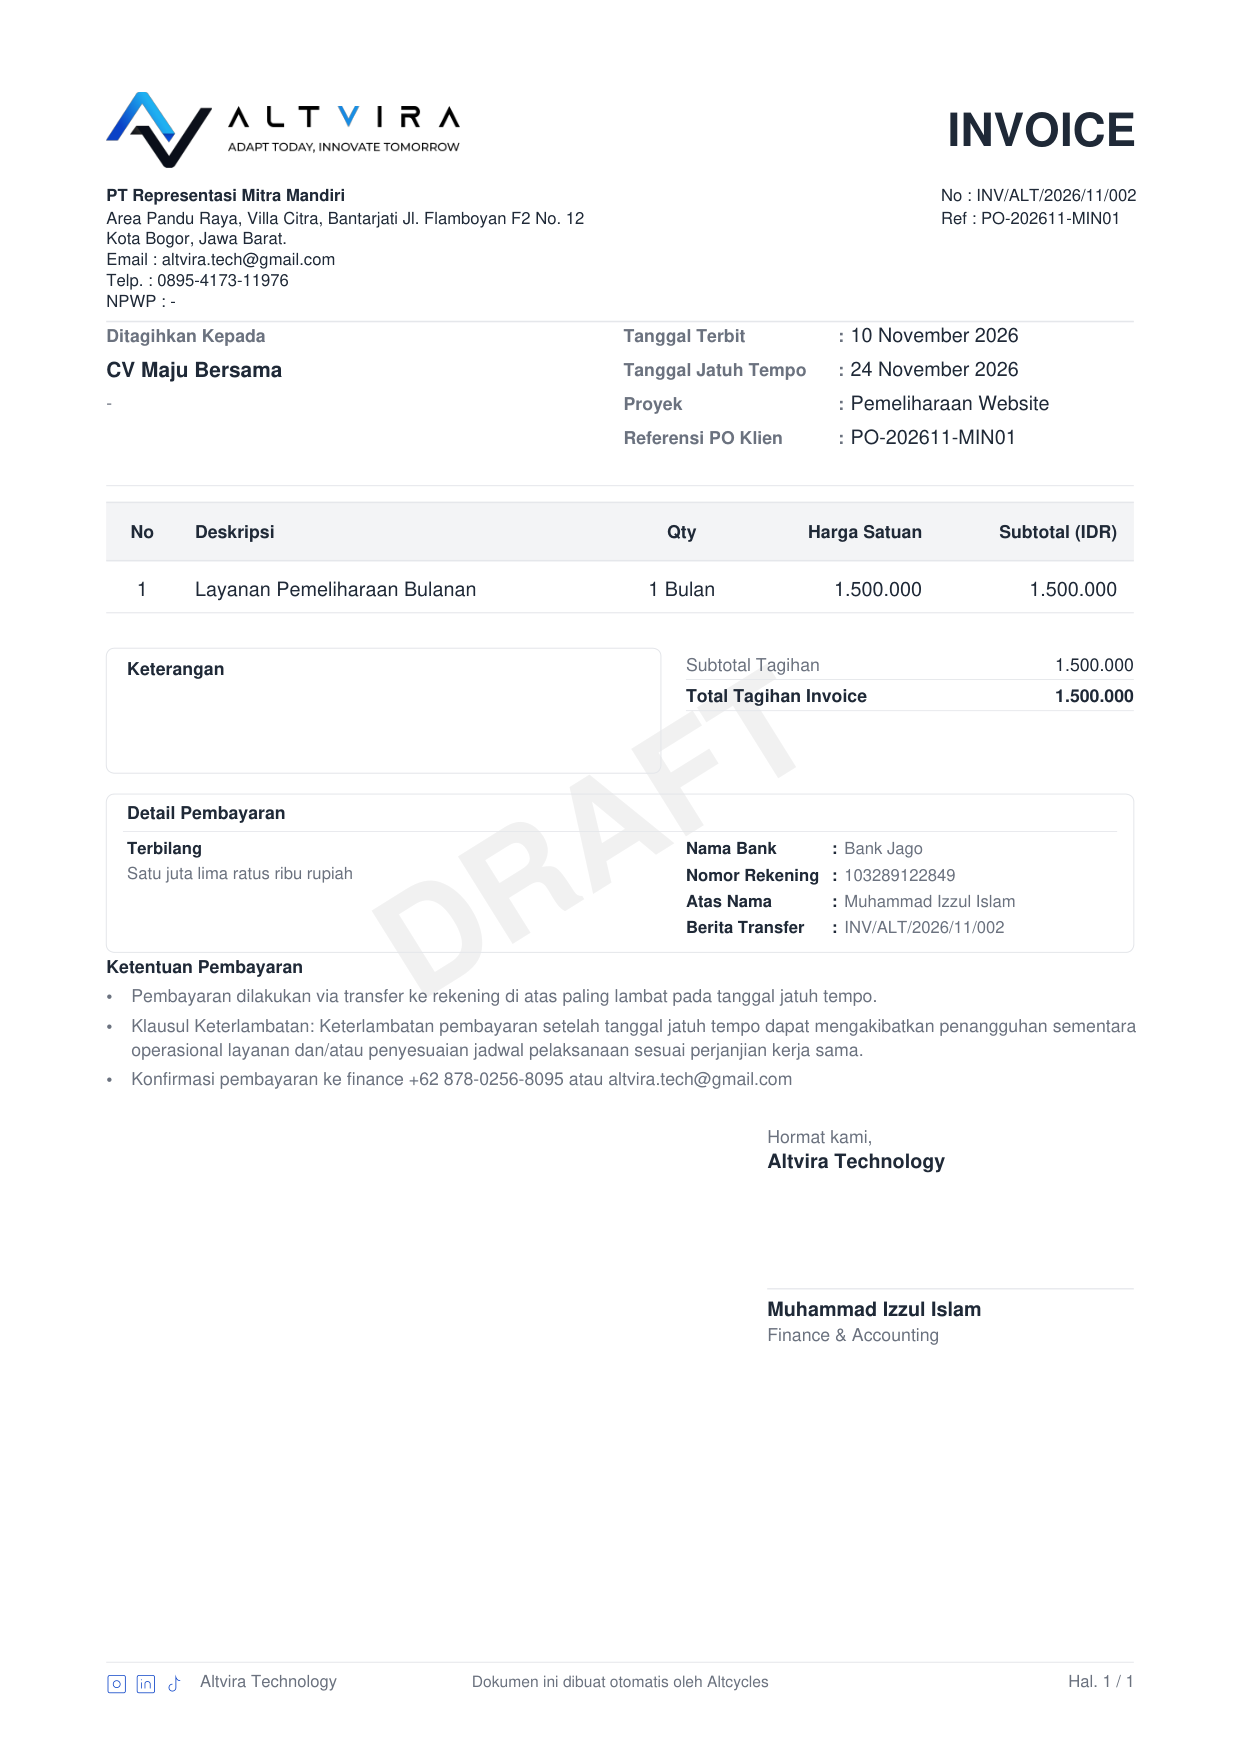 ALTVIRA
ADAPT TODAY, INNOVATE TOMORROW
INVOICE
PT Representasi Mitra Mandiri
Area Pandu Raya, Villa Citra, Bantarjati Jl. Flamboyan F2 No. 12
Kota Bogor, Jawa Barat.
Email : altvira.tech@gmail.com
Telp. : 0895-4173-11976
NPWP : -
No : INV/ALT/2026/11/002
Ref : PO-202611-MIN01
Ditagihkan Kepada
CV Maju Bersama
-
Tanggal Terbit : 10 November 2026
Tanggal Jatuh Tempo : 24 November 2026
Proyek : Pemeliharaan Website
Referensi PO Klien : PO-202611-MIN01
No Deskripsi Qty Harga Satuan Subtotal (IDR)
1 Layanan Pemeliharaan Bulanan 1 Bulan 1.500.000 1.500.000
Keterangan
Subtotal Tagihan 1.500.000
Total Tagihan Invoice 1.500.000
DRAFT
Detail Pembayaran
Terbilang
Satu juta lima ratus ribu rupiah
Nama Bank : Bank Jago
Nomor Rekening : 103289122849
Atas Nama : Muhammad Izzul Islam
Berita Transfer : INV/ALT/2026/11/002
Ketentuan Pembayaran
• Pembayaran dilakukan via transfer ke rekening di atas paling lambat pada tanggal jatuh tempo.
• Klausul Keterlambatan: Keterlambatan pembayaran setelah tanggal jatuh tempo dapat mengakibatkan penangguhan sementara
operasional layanan dan/atau penyesuaian jadwal pelaksanaan sesuai perjanjian kerja sama.
• Konfirmasi pembayaran ke finance +62 878-0256-8095 atau altvira.tech@gmail.com
Hormat kami,
Altvira Technology
Muhammad Izzul Islam
Finance & Accounting
Altvira Technology
Dokumen ini dibuat otomatis oleh Altcycles
Hal. 1 / 1